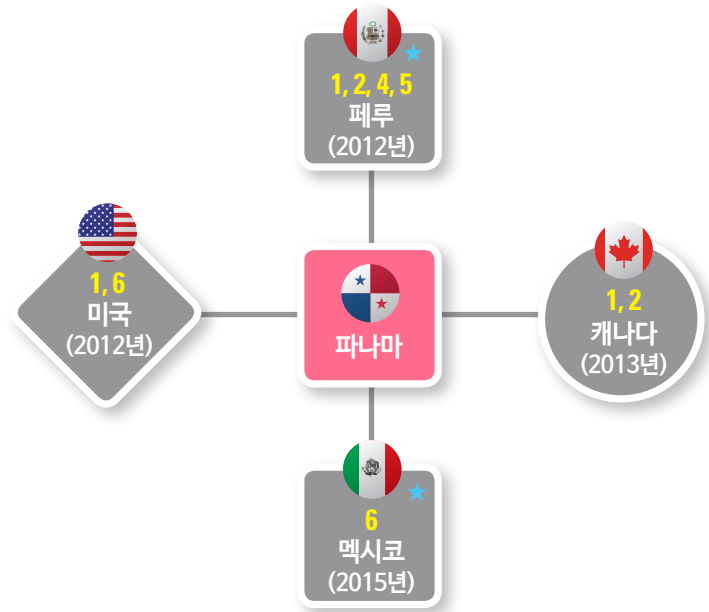 1, 2, 4, 5
페루
(2012년)
1, 6
미국
(2012년)
파나마
1, 2
캐나다
(2013년)
6
멕시코
(2015년)